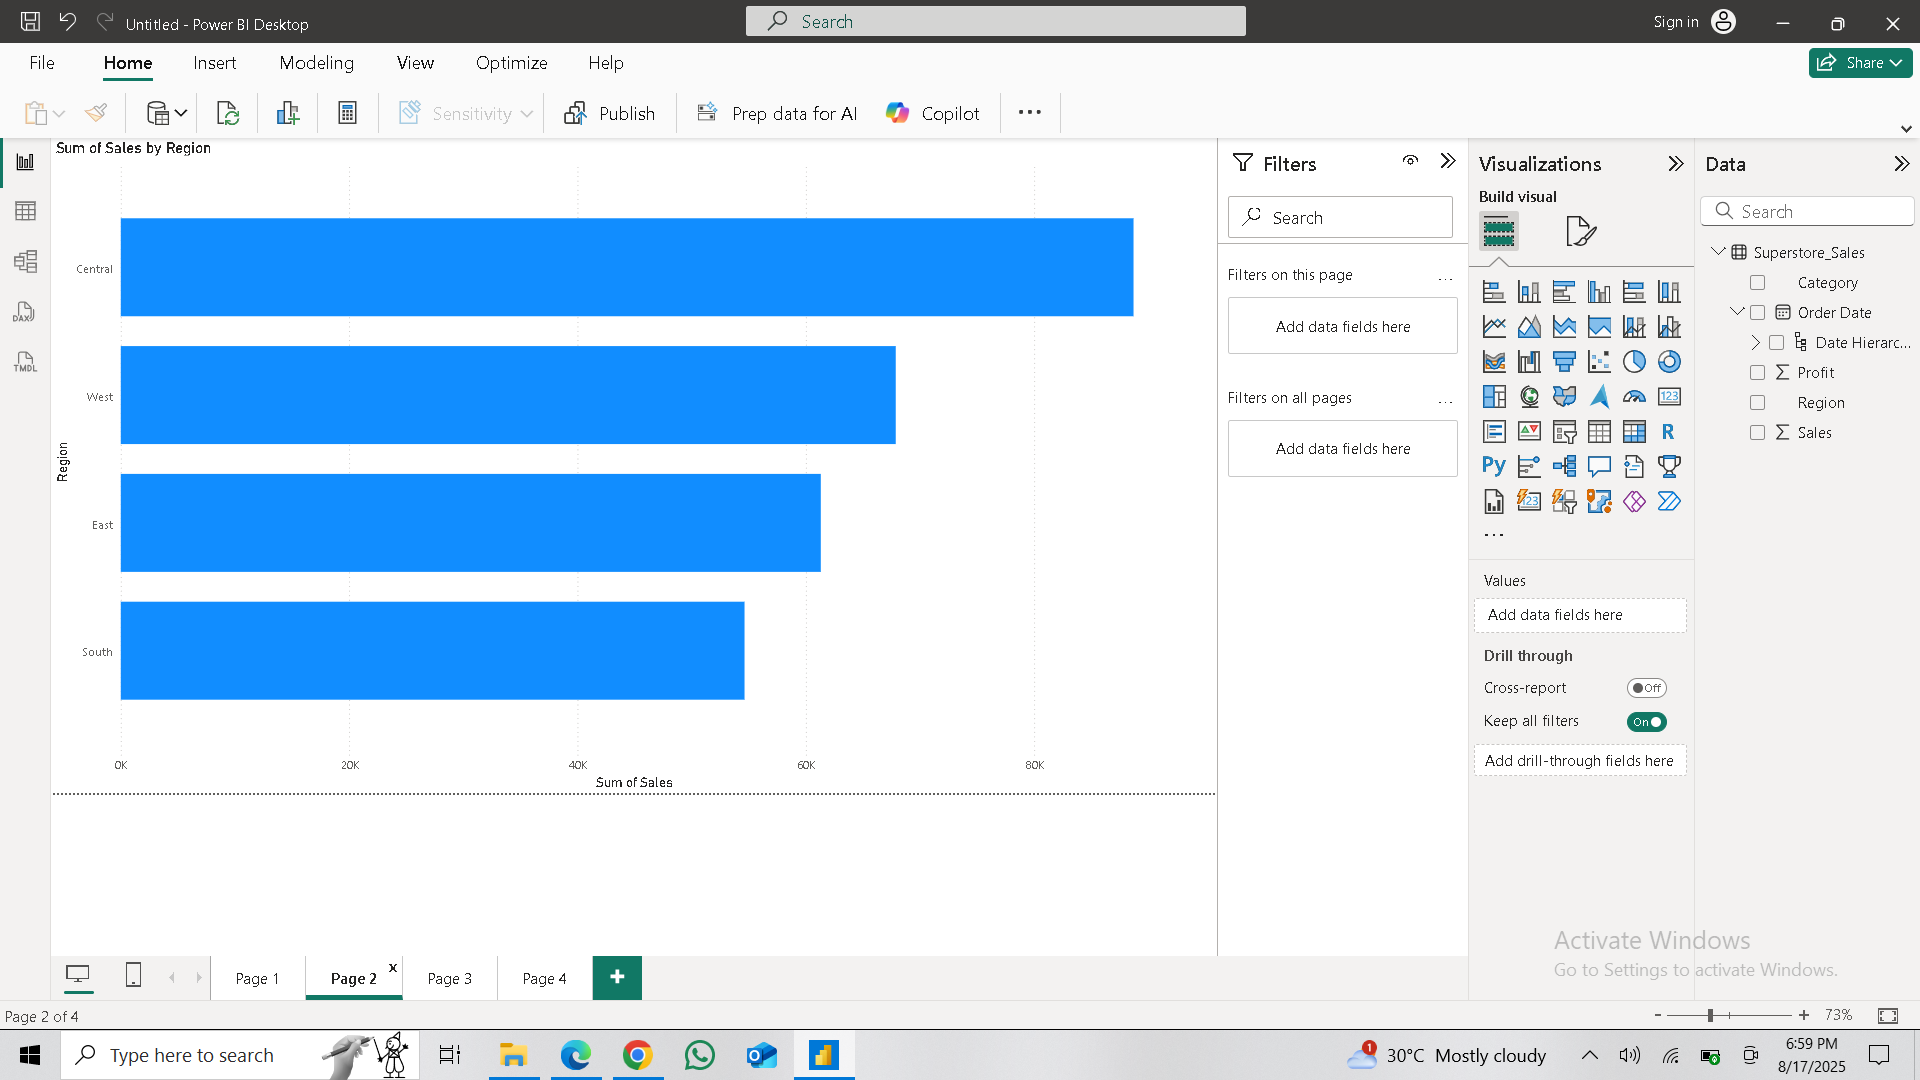 Untitled - Power BI Desktop
Search
Sign in
File
Home
Insert
Modeling
View
Optimize
Help
Share
Sensitivity
Publish
Prep data for AI
Copilot
Sum of Sales by Region
Region
Central
West
East
South
0K
20K
40K
60K
80K
Sum of Sales
Filters
Search
Filters on this page
...
Add data fields here
Filters on all pages
...
Add data fields here
Visualizations
Build visual
123
R
Py
123
...
Values
Add data fields here
Drill through
Cross-report
Off
Keep all filters
On
Add drill-through fields here
Data
Search
Superstore_Sales
Category
Order Date
Date Hierarc...
Σ Profit
Region
Σ Sales
DAX
TMDL
Activate Windows
Go to Settings to activate Windows.
Page 1
Page 2
x
Page 3
Page 4
+
Page 2 of 4
- + 73%
Type here to search
1
30°C Mostly cloudy
6:59 PM
8/17/2025